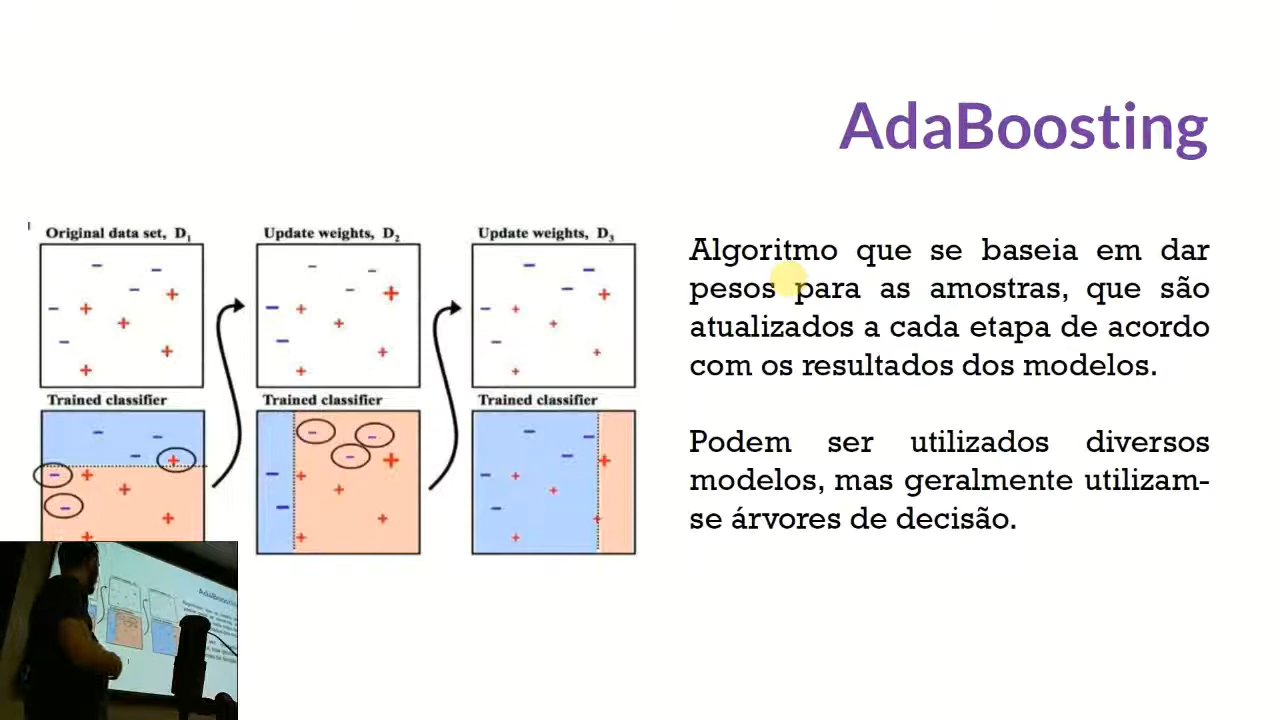 AdaBoosting
Original data set, D1
Update weights, D2
Update weights, D3
Trained classifier
Trained classifier
Trained classifier
Algoritmo que se baseia em dar
pesos para as amostras, que são
atualizados a cada etapa de acordo
com os resultados dos modelos.
Podem ser utilizados diversos
modelos, mas geralmente utilizam-
se árvores de decisão.
AdaBoosting